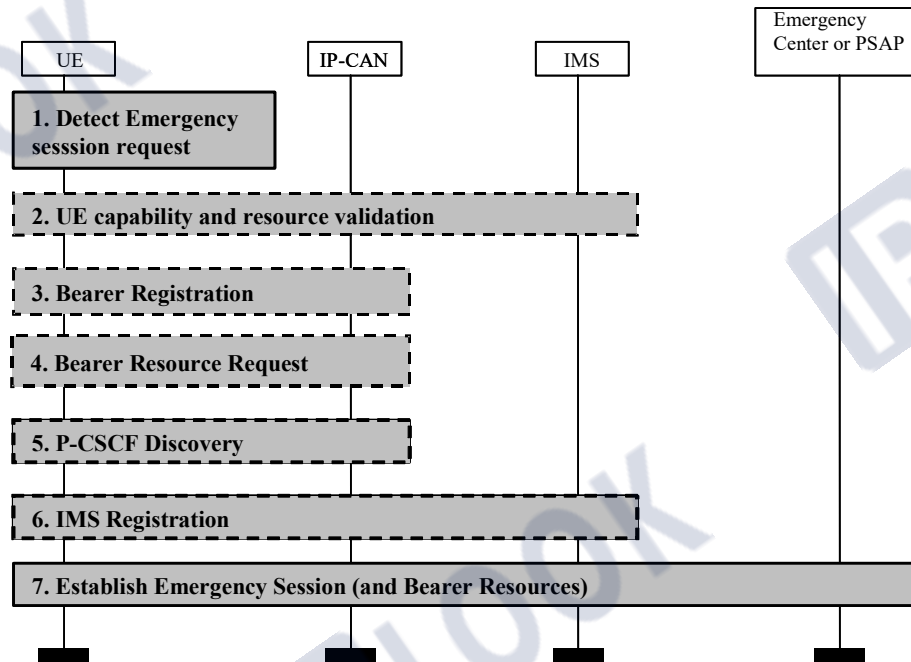 Emergency
Center or PSAP
UE
IP-CAN
IMS
1. Detect Emergency
sesssion request
2. UE capability and resource validation
3. Bearer Registration
4. Bearer Resource Request
5. P-CSCF Discovery
6. IMS Registration
7. Establish Emergency Session (and Bearer Resources)